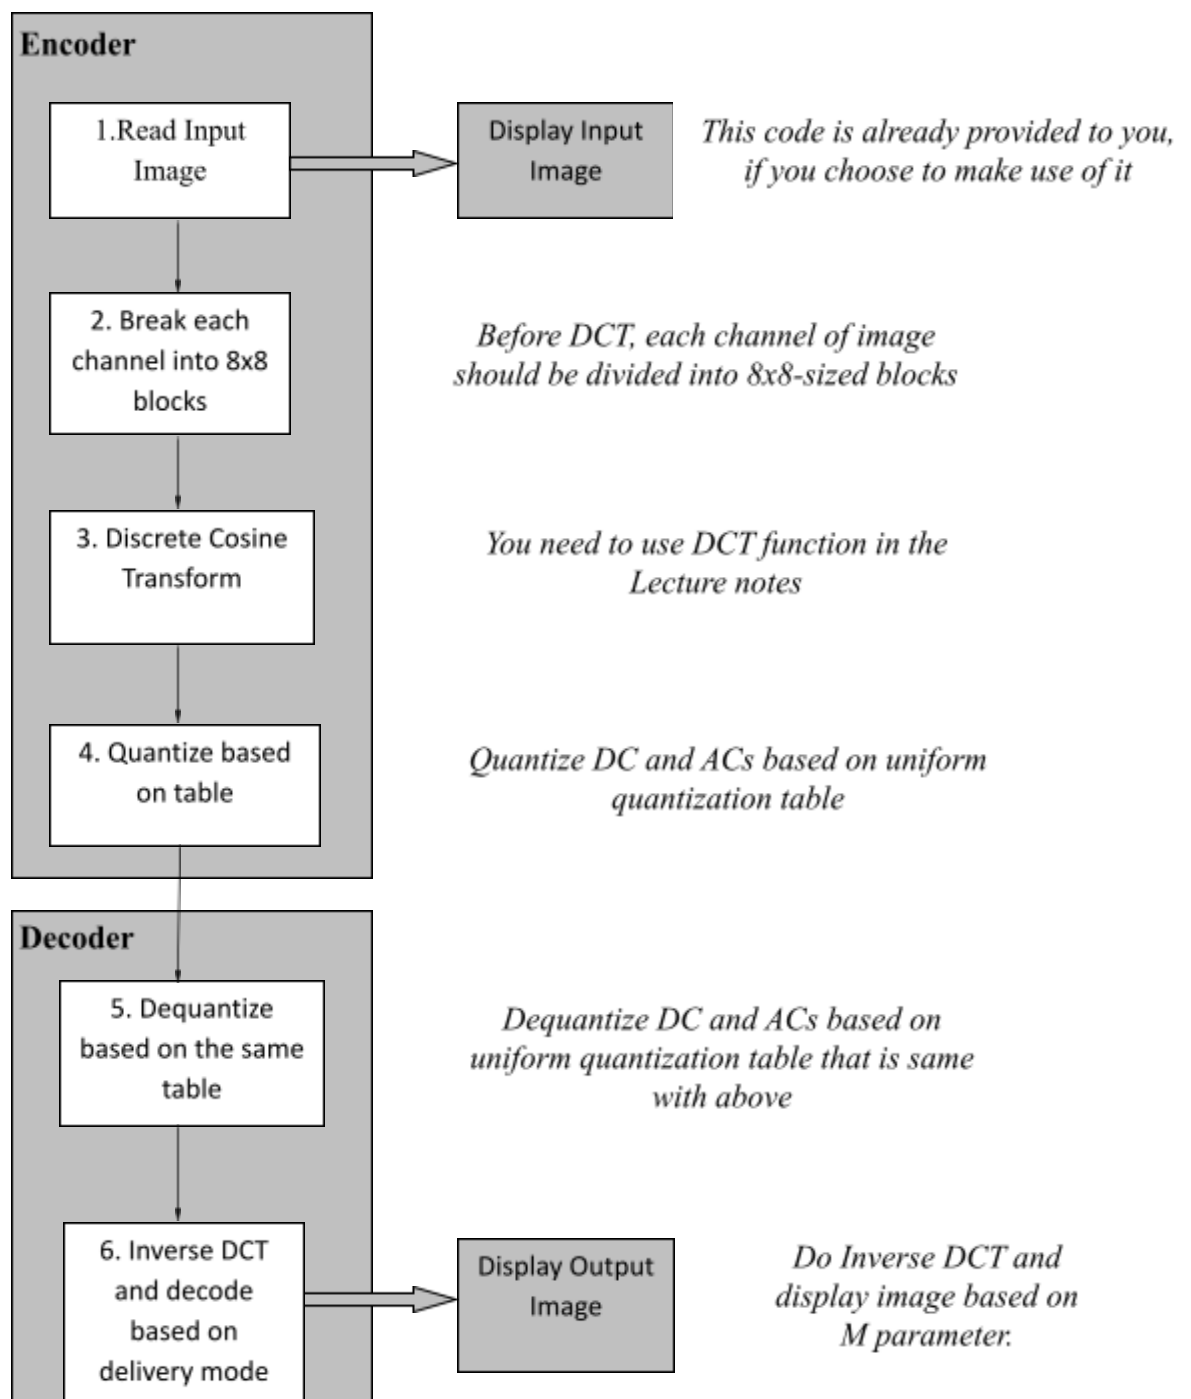 Encoder
1.Read Input
Image
Display Input
Image
This code is already provided to you,
if you choose to make use of it
2. Break each
channel into 8x8
blocks
Before DCT, each channel of image
should be divided into 8x8-sized blocks
3. Discrete Cosine
Transform
You need to use DCT function in the
Lecture notes
4. Quantize based
on table
Quantize DC and ACs based on uniform
quantization table
Decoder
5. Dequantize
based on the same
table
Dequantize DC and ACs based on
uniform quantization table that is same
with above
6. Inverse DCT
and decode
based on
delivery mode
Display Output
Image
Do Inverse DCT and
display image based on
M parameter.